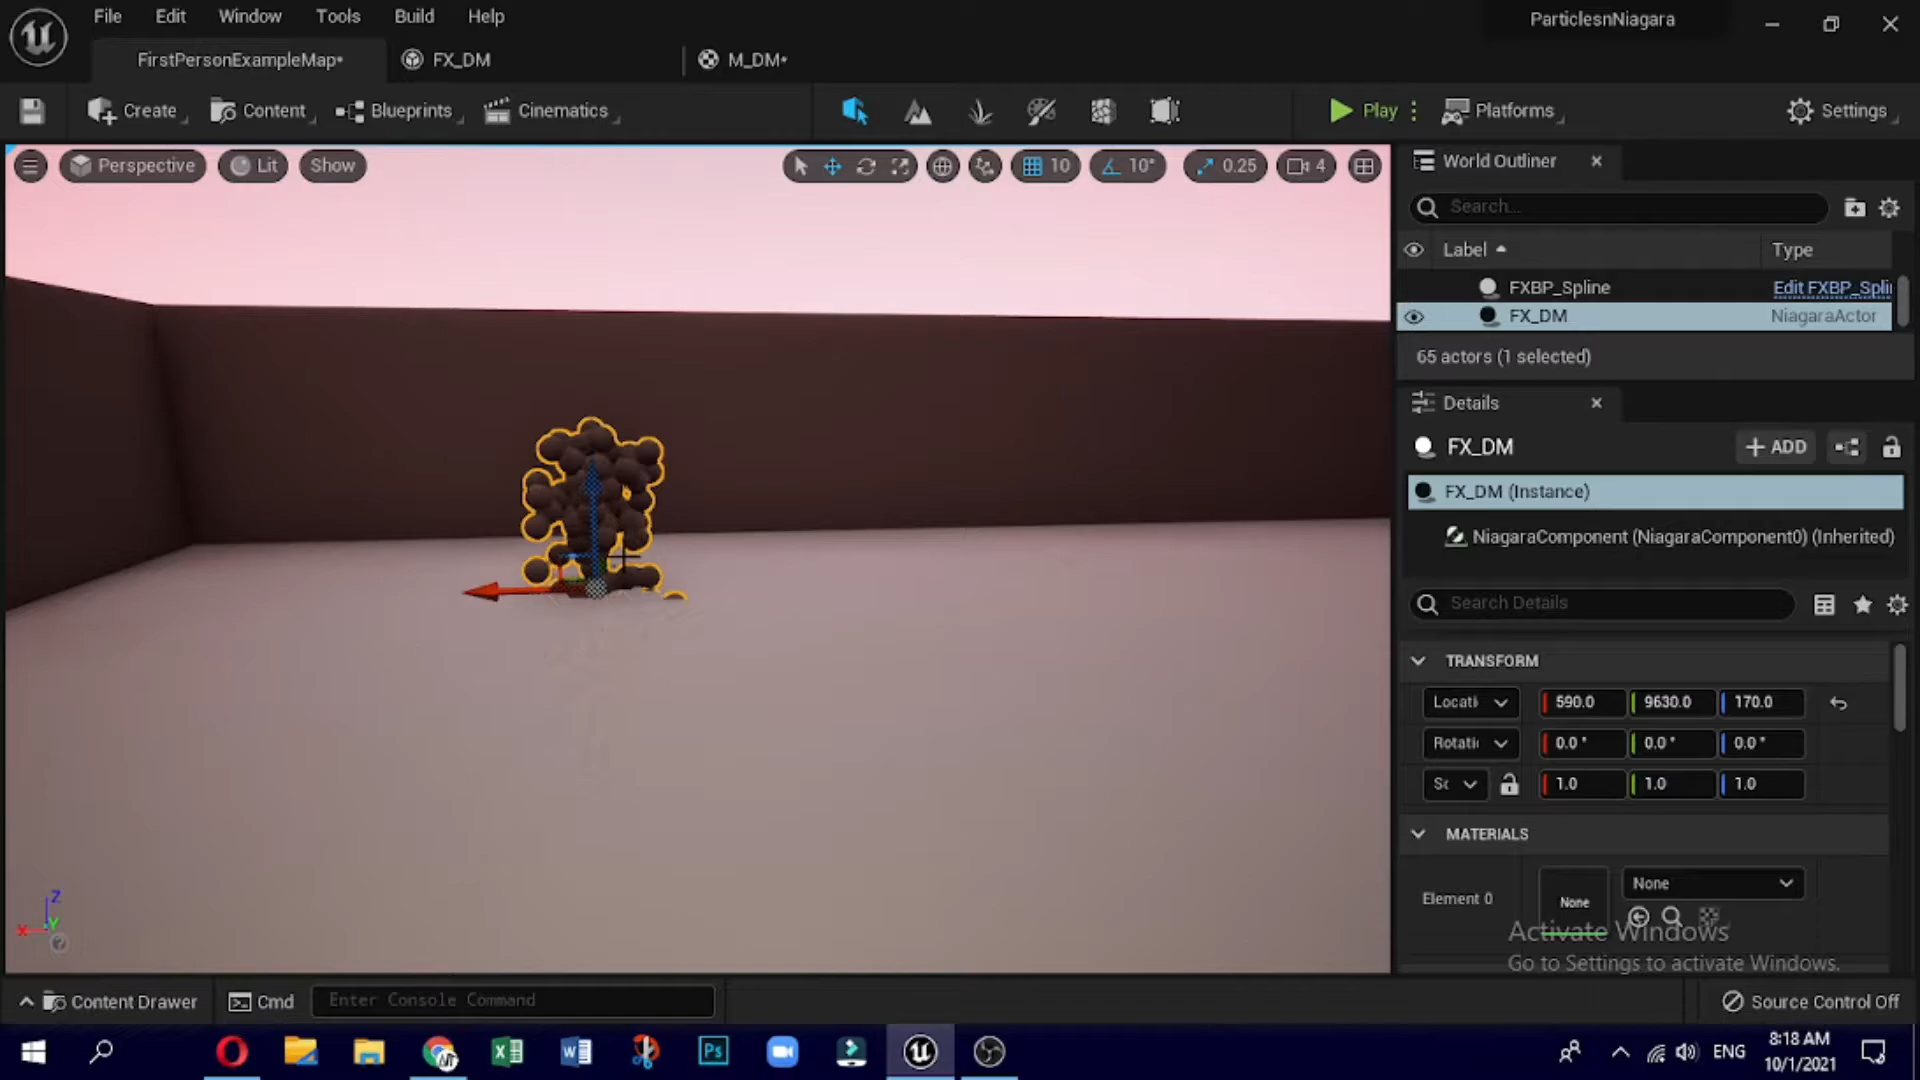 File Edit Window Tools Build Help
ParticlesnNiagara
FirstPersonExampleMap*
FX_DM
M_DM*
Create Content Blueprints Cinematics
Play Platforms Settings
Perspective Lit Show
10 10° 0.25 4
World Outliner
Search...
Label Type
FXBP_Spline Edit FXBP_Spli
FX_DM NiagaraActor
65 actors (1 selected)
Details
FX_DM + ADD
FX_DM (Instance)
NiagaraComponent (NiagaraComponent0) (Inherited)
Search Details
TRANSFORM
Locati 590.0 9630.0 170.0
Rotati 0.0° 0.0° 0.0°
Sc 1.0 1.0 1.0
MATERIALS
Element 0 None None
Z
X Y
Activate Windows
Go to Settings to activate Windows.
Content Drawer Cmd Enter Console Command Source Control Off
Ps
ENG
8:18 AM
10/1/2021